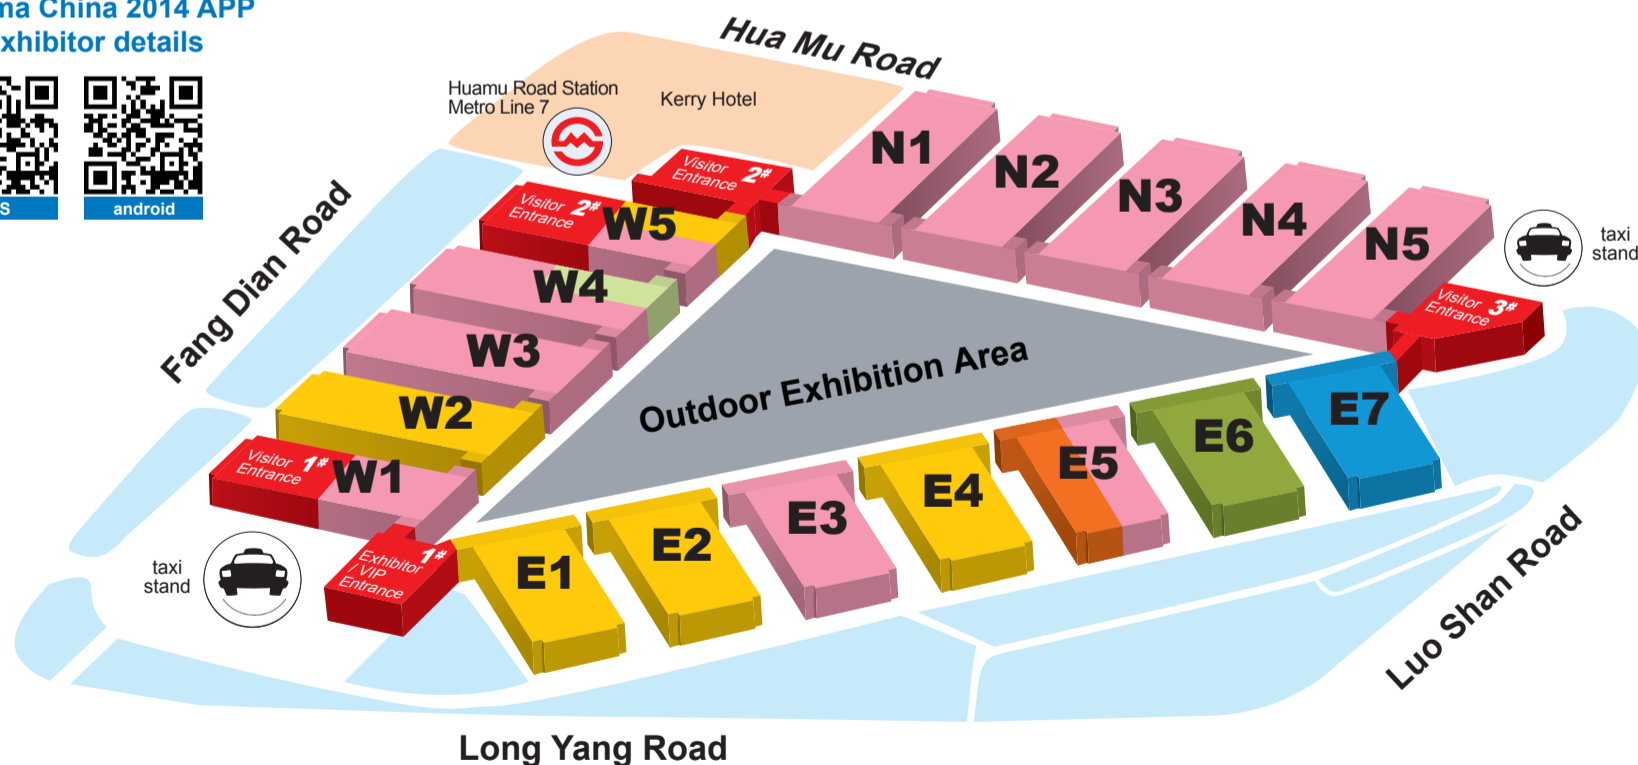 China 2014 APP
android
Hua Mu Road
Huamu Road Station
Metro Line 7
Kerry Hotel
Fang Dian Road
Visitor
Entrance 2#
Visitor
Entrance 2#
W5
W4
W3
W2
Visitor
Entrance 1#
W1
N1
N2
N3
N4
N5
taxi
stand
Visitor
Entrance 3#
Outdoor Exhibition Area
taxi
stand
Exhibitor
/ VIP
Entrance 1#
E1
E2
E3
E4
E5
E6
E7
Luo Shan Road
Long Yang Road
details